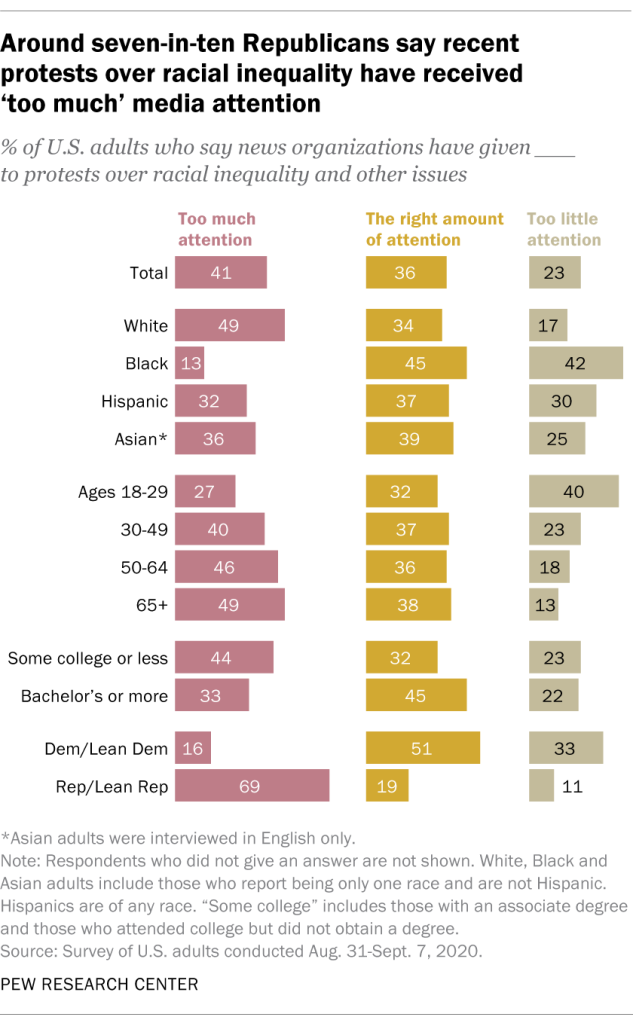 Around seven-in-ten Republicans say recent
protests over racial inequality have received
‘too much’ media attention
% of U.S. adults who say news organizations have given ___
to protests over racial inequality and other issues
Too much attention The right amount of attention Too little attention
Total 41 36 23
White 49 34 17
Black 13 45 42
Hispanic 32 37 30
Asian* 36 39 25
Ages 18-29 27 32 40
30-49 40 37 23
50-64 46 36 18
65+ 49 38 13
Some college or less 44 32 23
Bachelor’s or more 33 45 22
Dem/Lean Dem 16 51 33
Rep/Lean Rep 69 19 11
*Asian adults were interviewed in English only.
Note: Respondents who did not give an answer are not shown. White, Black and
Asian adults include those who report being only one race and are not Hispanic.
Hispanics are of any race. “Some college” includes those with an associate degree
and those who attended college but did not obtain a degree.
Source: Survey of U.S. adults conducted Aug. 31-Sept. 7, 2020.
PEW RESEARCH CENTER